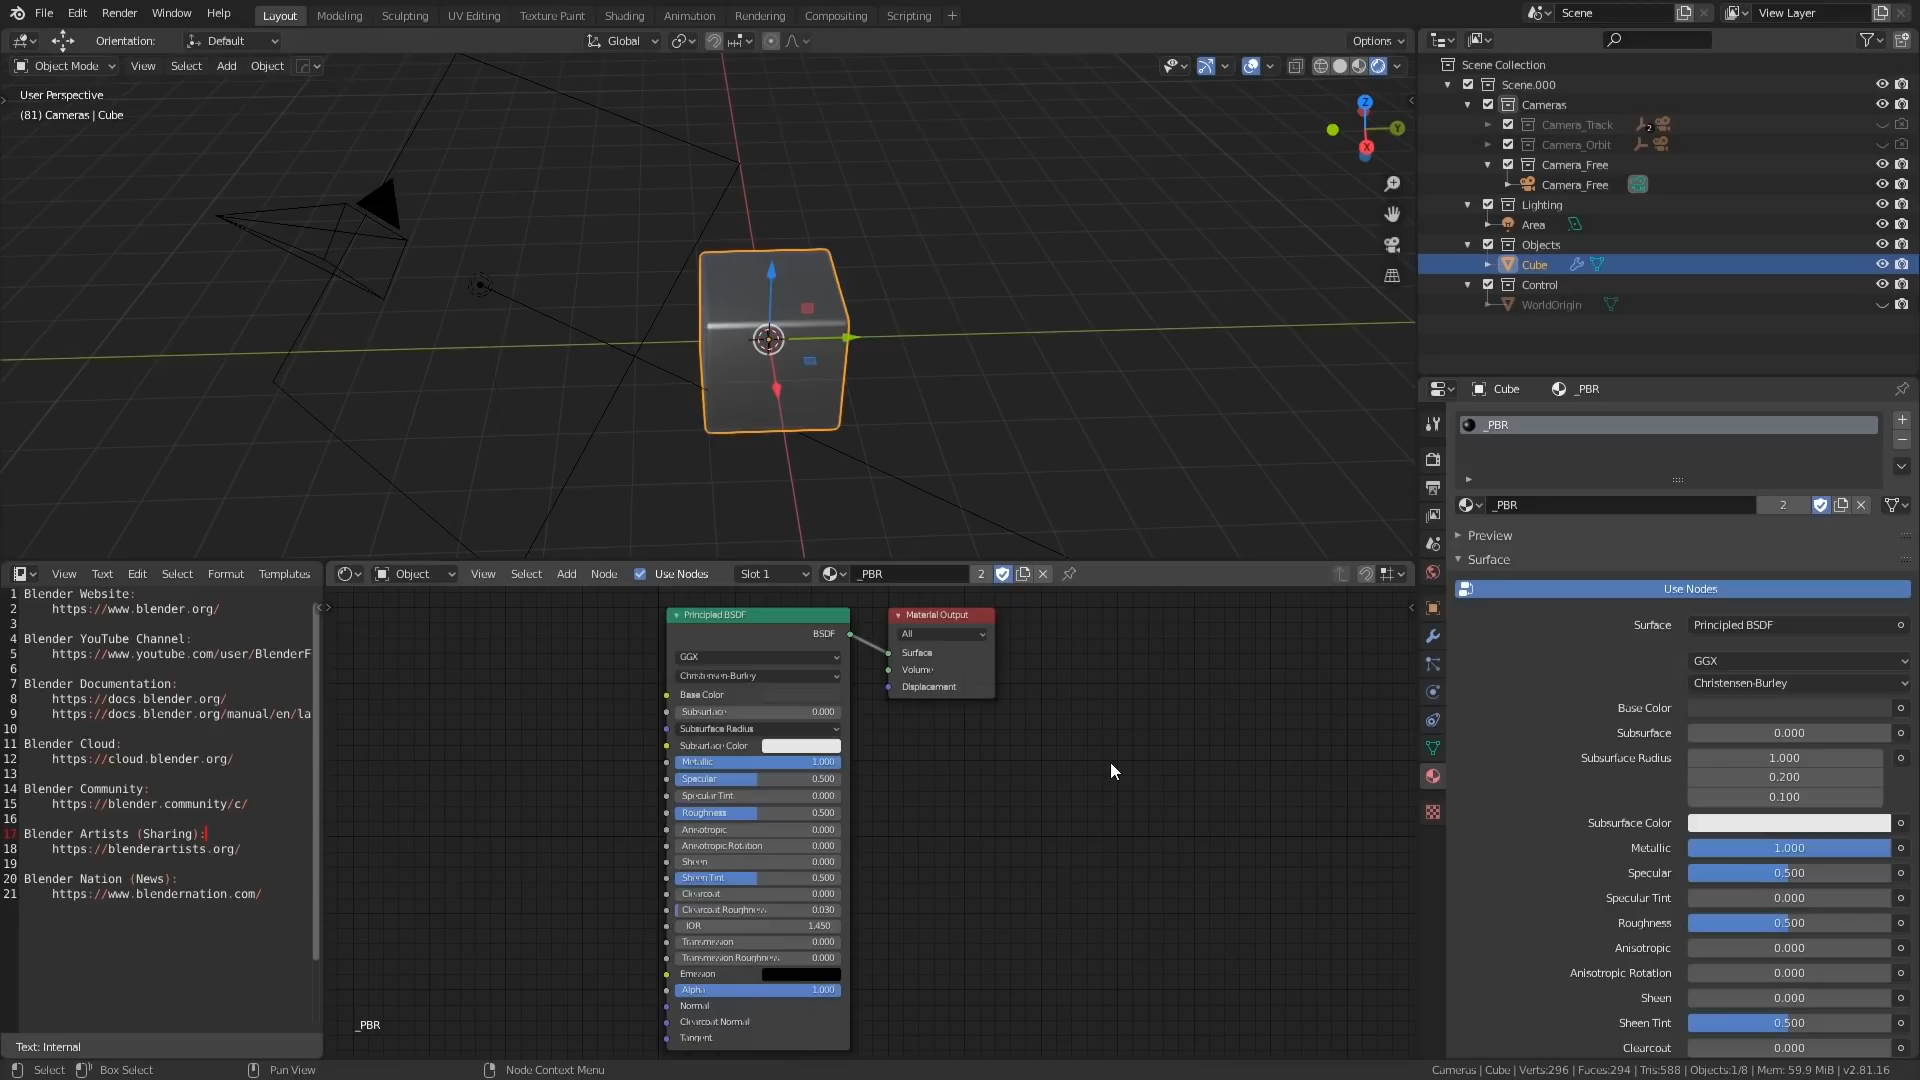 File Edit Render Window Help Layout Modeling Sculpting UV Editing Texture Paint Shading Animation Rendering Compositing Scripting + Scene View Layer
Orientation: Default Global Options
Object Mode View Select Add Object
User Perspective
(81) Cameras | Cube
Z
Y
X
Scene Collection
Scene.000
Cameras
Camera_Track 2
Camera_Orbit
Camera_Free
Camera_Free
Lighting
Area
Objects
Cube
Control
WorldOrigin
Cube _PBR
_PBR
_PBR 2
Preview
Surface
Use Nodes
Surface Principled BSDF
GGX
Christensen-Burley
Base Color
Subsurface 0.000
Subsurface Radius 1.000
0.200
0.100
Subsurface Color
Metallic 1.000
Specular 0.500
Specular Tint 0.000
Roughness 0.500
Anisotropic 0.000
Anisotropic Rotation 0.000
Sheen 0.000
Sheen Tint 0.500
Clearcoat 0.000
View Text Edit Select Format Templates
1 Blender Website:
2 https://www.blender.org/
3
4 Blender YouTube Channel:
5 https://www.youtube.com/user/BlenderF
6
7 Blender Documentation:
8 https://docs.blender.org/
9 https://docs.blender.org/manual/en/la
10
11 Blender Cloud:
12 https://cloud.blender.org/
13
14 Blender Community:
15 https://blender.community/c/
16
17 Blender Artists (Sharing):
18 https://blenderartists.org/
19
20 Blender Nation (News):
21 https://www.blendernation.com/
Text: Internal
Object View Select Add Node Use Nodes Slot 1 _PBR 2
Principled BSDF
BSDF
GGX
Christensen-Burley
Base Color
Subsurface 0.000
Subsurface Radius
Subsurface Color
Metallic 1.000
Specular 0.500
Specular Tint 0.000
Roughness 0.500
Anisotropic 0.000
Anisotropic Rotation 0.000
Sheen 0.000
Sheen Tint 0.500
Clearcoat 0.000
Clearcoat Roughness 0.030
IOR 1.450
Transmission 0.000
Transmission Roughness 0.000
Emission
Alpha 1.000
Normal
Clearcoat Normal
Tangent
Material Output
All
Surface
Volume
Displacement
_PBR
Select Box Select Pan View Node Context Menu Cameras | Cube | Verts:296 | Faces:294 | Tris:588 | Objects:1/8 | Mem: 59.9 MiB | v2.81.16